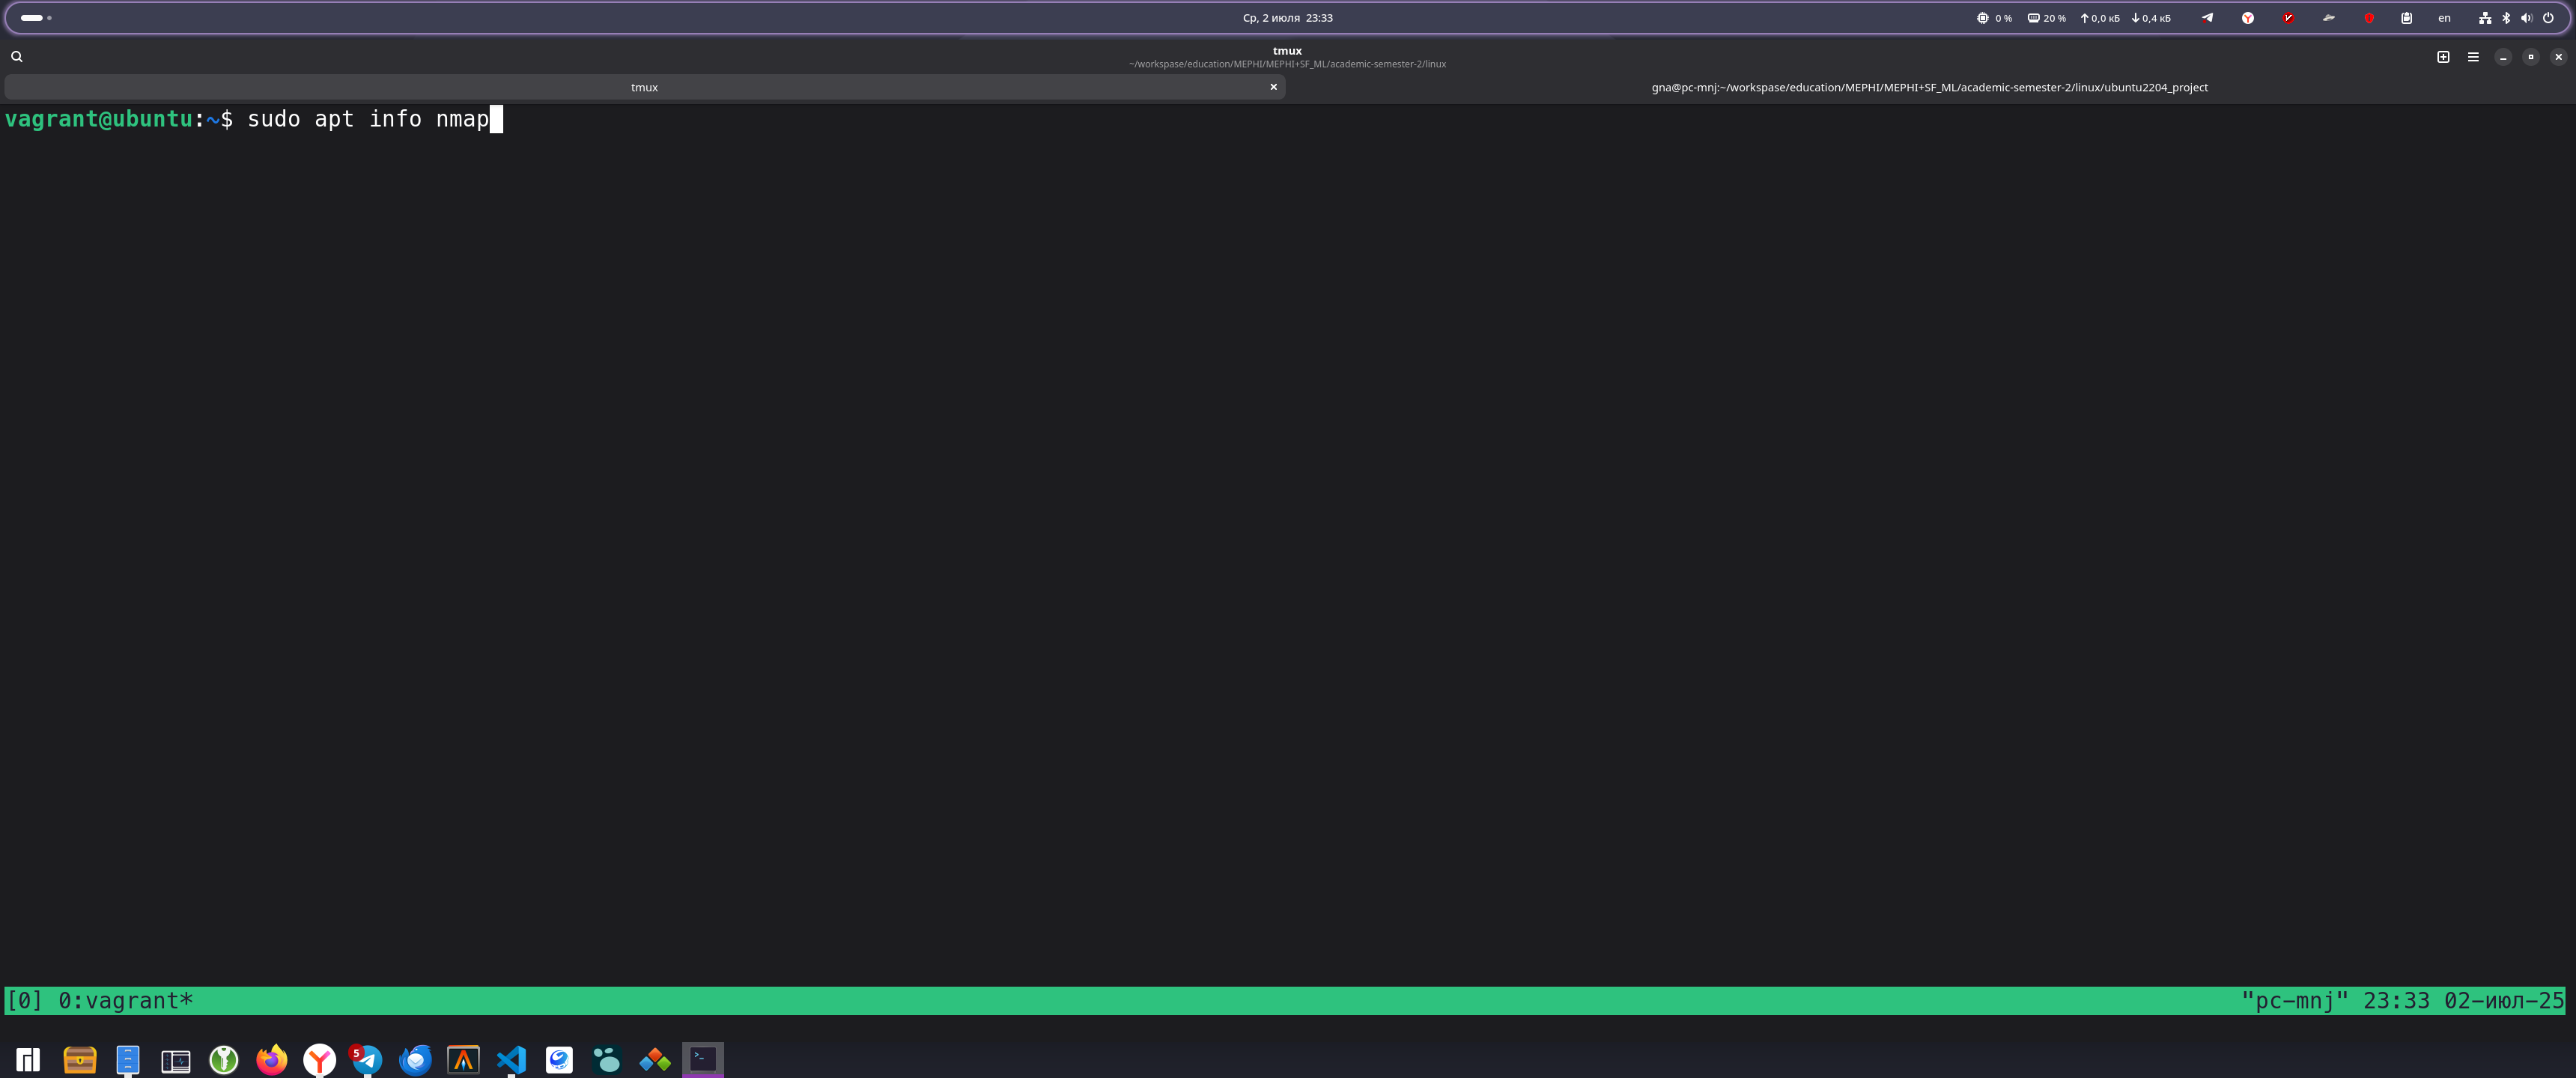 Ср, 2 июля 23:33
0 % 20 % 0,0 кБ 0,4 кБ en
tmux
~/workspase/education/MEPHI/MEPHI+SF_ML/academic-semester-2/linux
tmux
gna@pc-mnj:~/workspase/education/MEPHI/MEPHI+SF_ML/academic-semester-2/linux/ubuntu2204_project
vagrant@ubuntu:~$ sudo apt info nmap
[0] 0:vagrant* "pc-mnj" 23:33 02-июл-25
5